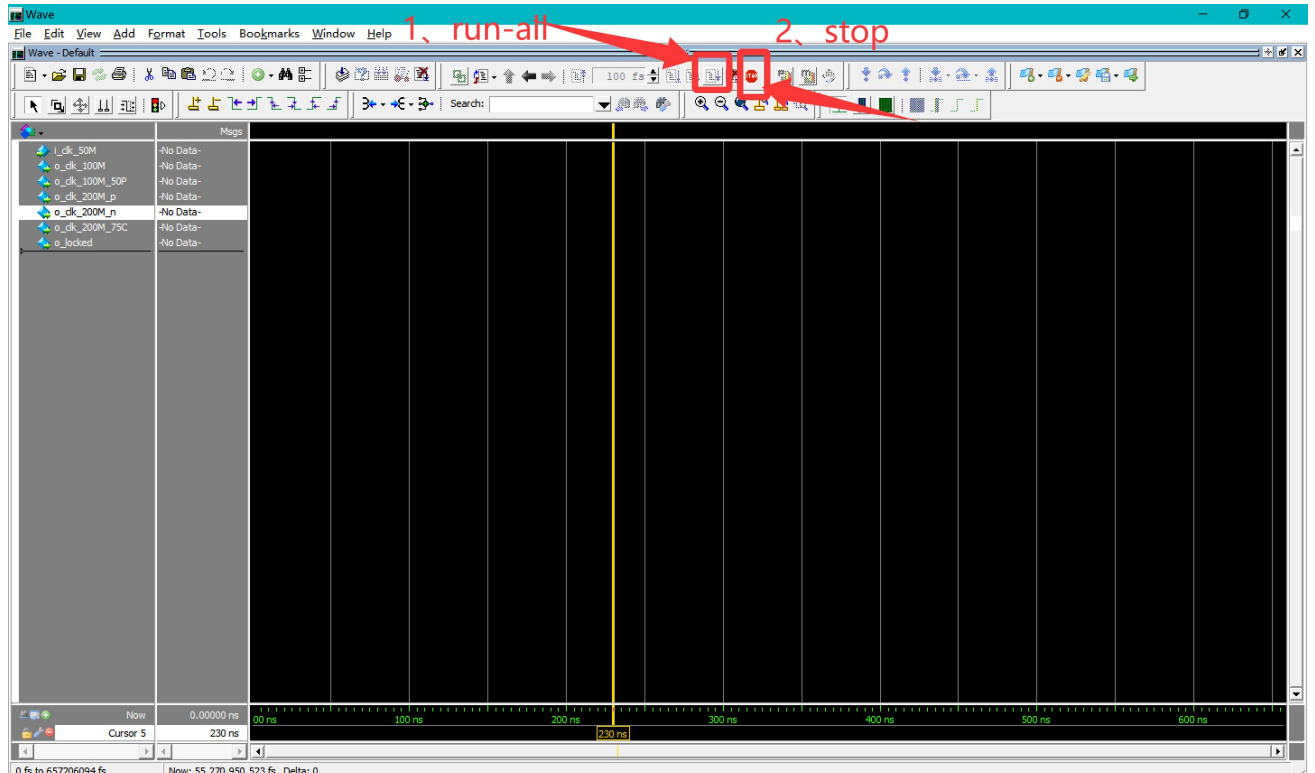 Wave
File Edit View Add Format Tools Bookmarks Window Help
1、run-all
2、stop
Wave - Default
100 fs
STOP
Search:
Msgs
i_clk_50M -No Data-
o_clk_100M -No Data-
o_clk_100M_50P -No Data-
o_clk_200M_p -No Data-
o_clk_200M_n -No Data-
o_clk_200M_75C -No Data-
o_locked -No Data-
Now 0.00000 ns
00 ns 100 ns 200 ns 300 ns 400 ns 500 ns 600 ns
Cursor 5 230 ns
230 ns
0 fs to 657206094 fs Now: 55,270,950,523 fs Delta: 0